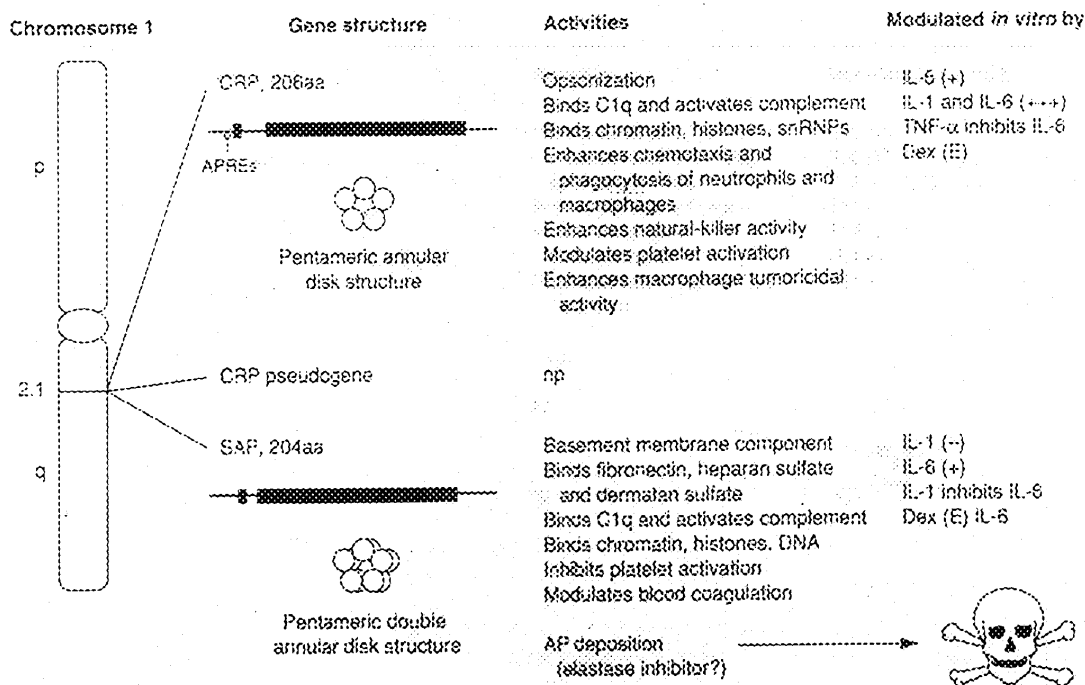 Chromosome 1
Gene structure
Activities
Modulated in vitro by
p
2.1
q
CRP, 206aa
APREs
Pentameric annular
disk structure
Opsonization
Binds C1q and activates complement
Binds chromatin, histones, snRNPs
Enhances chemotaxis and
phagocytosis of neutrophils and
macrophages
Enhances natural-killer activity
Modulates platelet activation
Enhances macrophage tumoricidal
activity
IL-6 (+)
IL-1 and IL-6 (+++)
TNF-α inhibits IL-6
Dex (E)
CRP pseudogene
np
SAP, 204aa
Pentameric double
annular disk structure
Basement membrane component
Binds fibronectin, heparan sulfate
and dermatan sulfate
Binds C1q and activates complement
Binds chromatin, histones, DNA
Inhibits platelet activation
Modulates blood coagulation
IL-1 (--)
IL-6 (+)
IL-1 inhibits IL-6
Dex (E) IL-6
AP deposition
(elastase inhibitor?)